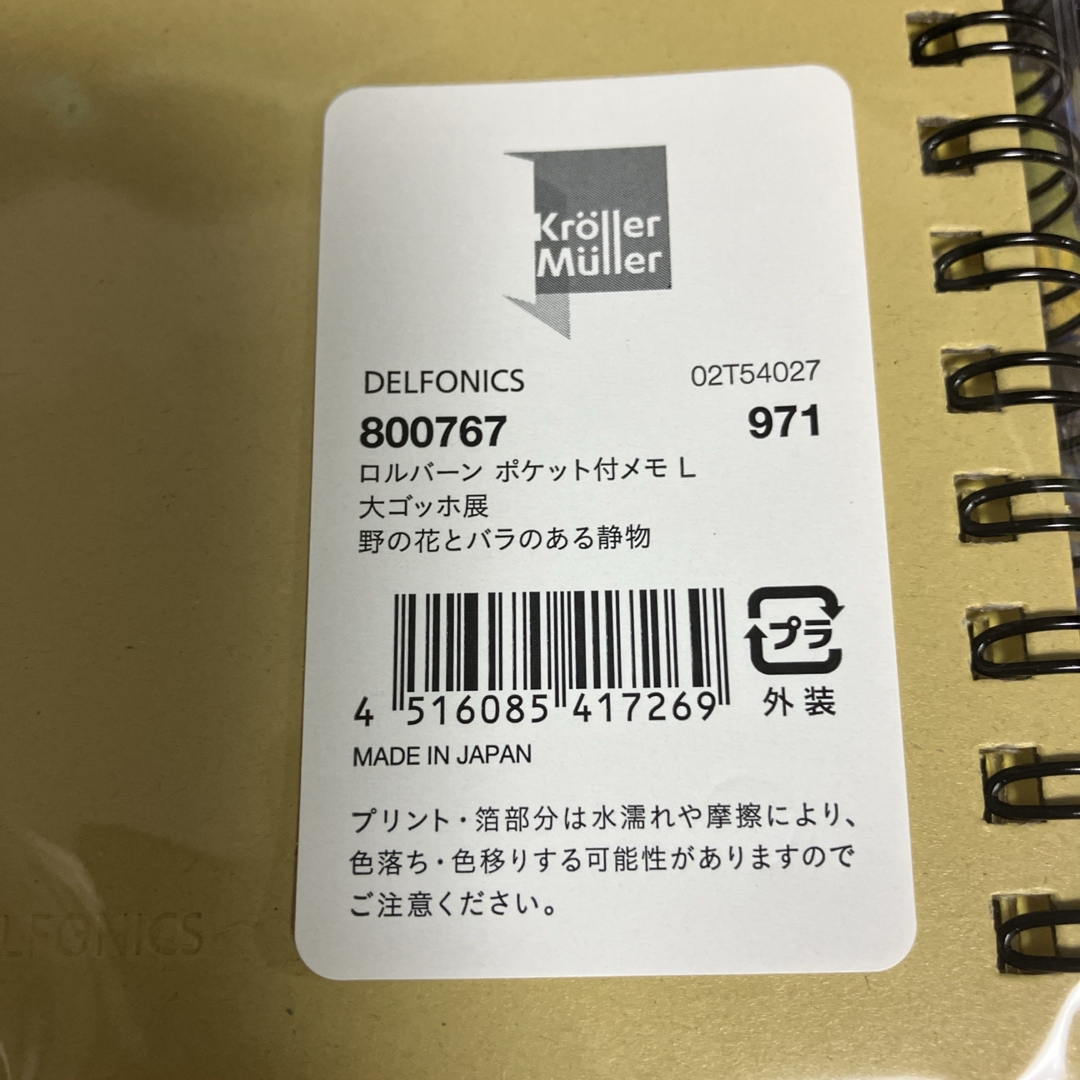 Kröller
Müller
DELFONICS 02T54027
800767 971
ロルバーン ポケット付メモ L
大ゴッホ展
野の花とバラのある静物
プラ
外装
4 516085 417269
MADE IN JAPAN
プリント・箔部分は水濡れや摩擦により、
色落ち・色移りする可能性がありますので
ご注意ください。
LFONICS